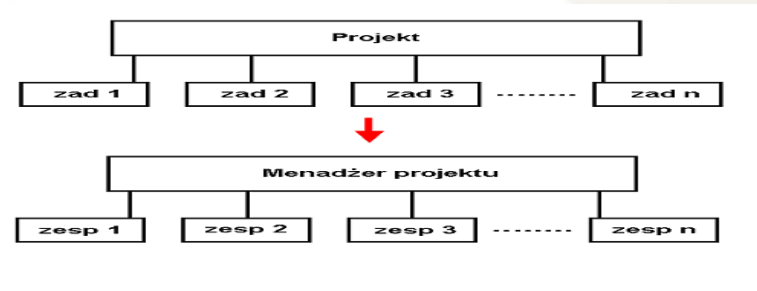 Projekt
zad 1 zad 2 zad 3 zad n
Menadżer projektu
zesp 1 zesp 2 zesp 3 zesp n